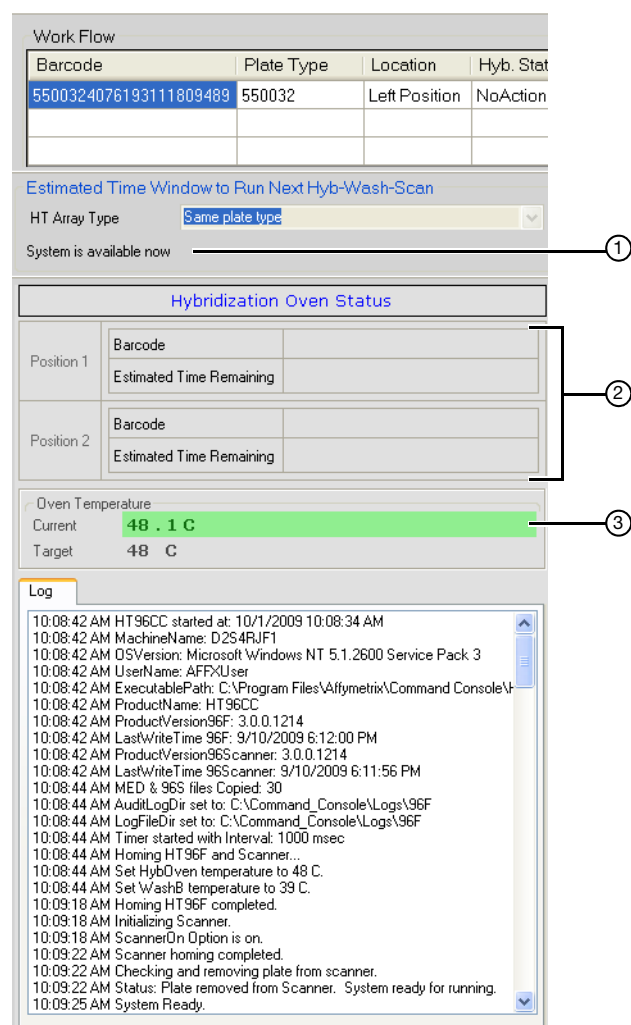 Work Flow
Barcode Plate Type Location Hyb. Stat
5500324076193111809489 550032 Left Position NoAction
Estimated Time Window to Run Next Hyb-Wash-Scan
HT Array Type Same plate type
System is available now
1
Hybridization Oven Status
Position 1
Barcode
Estimated Time Remaining
2
Position 2
Barcode
Estimated Time Remaining
Oven Temperature
Current 48 . 1 C
3
Target 48 C
Log
10:08:42 AM HT96CC started at: 10/1/2009 10:08:34 AM
10:08:42 AM MachineName: D2S4RJF1
10:08:42 AM OSVersion: Microsoft Windows NT 5.1.2600 Service Pack 3
10:08:42 AM UserName: AFFXUser
10:08:42 AM ExecutablePath: C:\Program Files\Affymetrix\Command Console\H
10:08:42 AM ProductName: HT96CC
10:08:42 AM ProductVersion96F: 3.0.0.1214
10:08:42 AM LastWriteTime 96F: 9/10/2009 6:12:00 PM
10:08:42 AM ProductVersion96Scanner: 3.0.0.1214
10:08:42 AM LastWriteTime 96Scanner: 9/10/2009 6:11:56 PM
10:08:44 AM MED & 96S files Copied: 30
10:08:44 AM AuditLogDir set to: C:\Command_Console\Logs\96F
10:08:44 AM LogFileDir set to: C:\Command_Console\Logs\96F
10:08:44 AM Timer started with Interval: 1000 msec
10:08:44 AM Homing HT96F and Scanner...
10:08:44 AM Set HybOven temperature to 48 C.
10:08:44 AM Set WashB temperature to 39 C.
10:09:18 AM Homing HT96F completed.
10:09:18 AM Initializing Scanner.
10:09:18 AM ScannerOn Option is on.
10:09:22 AM Scanner homing completed.
10:09:22 AM Checking and removing plate from scanner.
10:09:22 AM Status: Plate removed from Scanner. System ready for running.
10:09:25 AM System Ready.